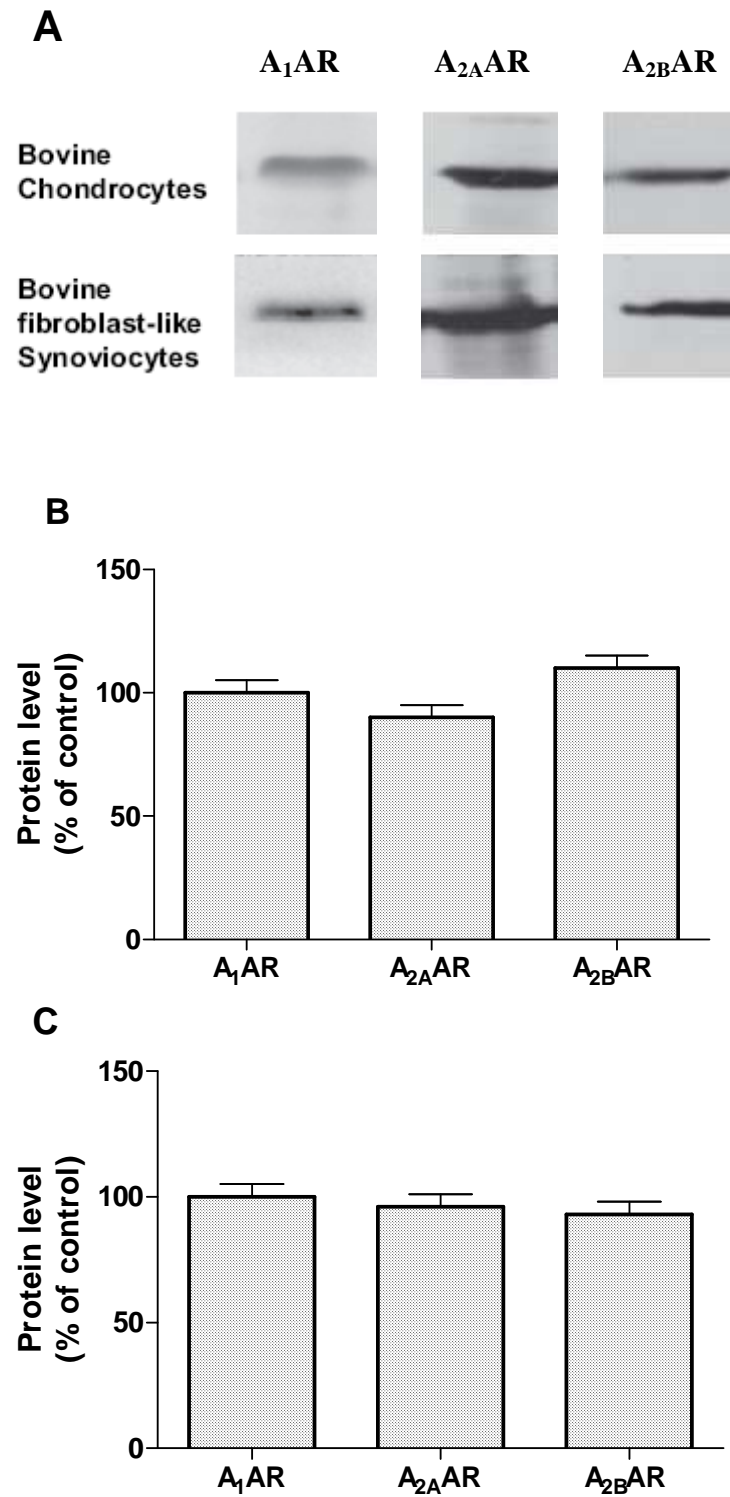 A
A₁AR A₂ₐAR A₂BAR
Bovine
Chondrocytes
Bovine
fibroblast-like
Synoviocytes
B
150
100
50
0
Protein level
(% of control)
A₁AR A₂ₐAR A₂BAR
C
150
100
50
0
Protein level
(% of control)
A₁AR A₂ₐAR A₂BAR